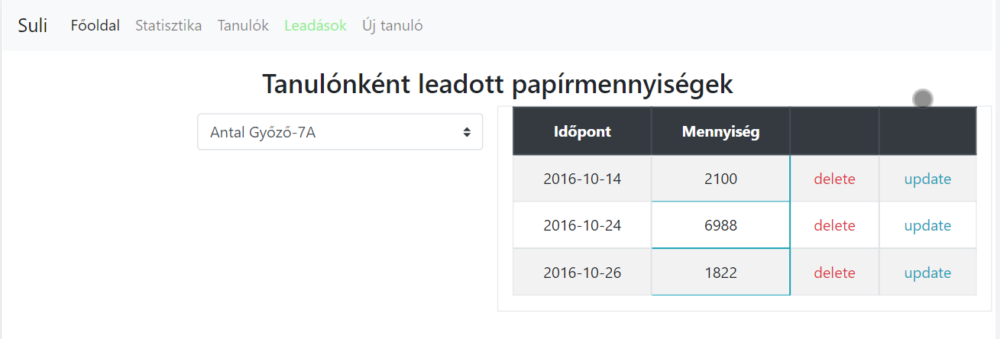 Suli Főoldal Statisztika Tanulók Leadások Új tanuló
Tanulónként leadott papírmennyiségek
Antal Győző-7A
Időpont Mennyiség
2016-10-14 2100 delete update
2016-10-24 6988 delete update
2016-10-26 1822 delete update